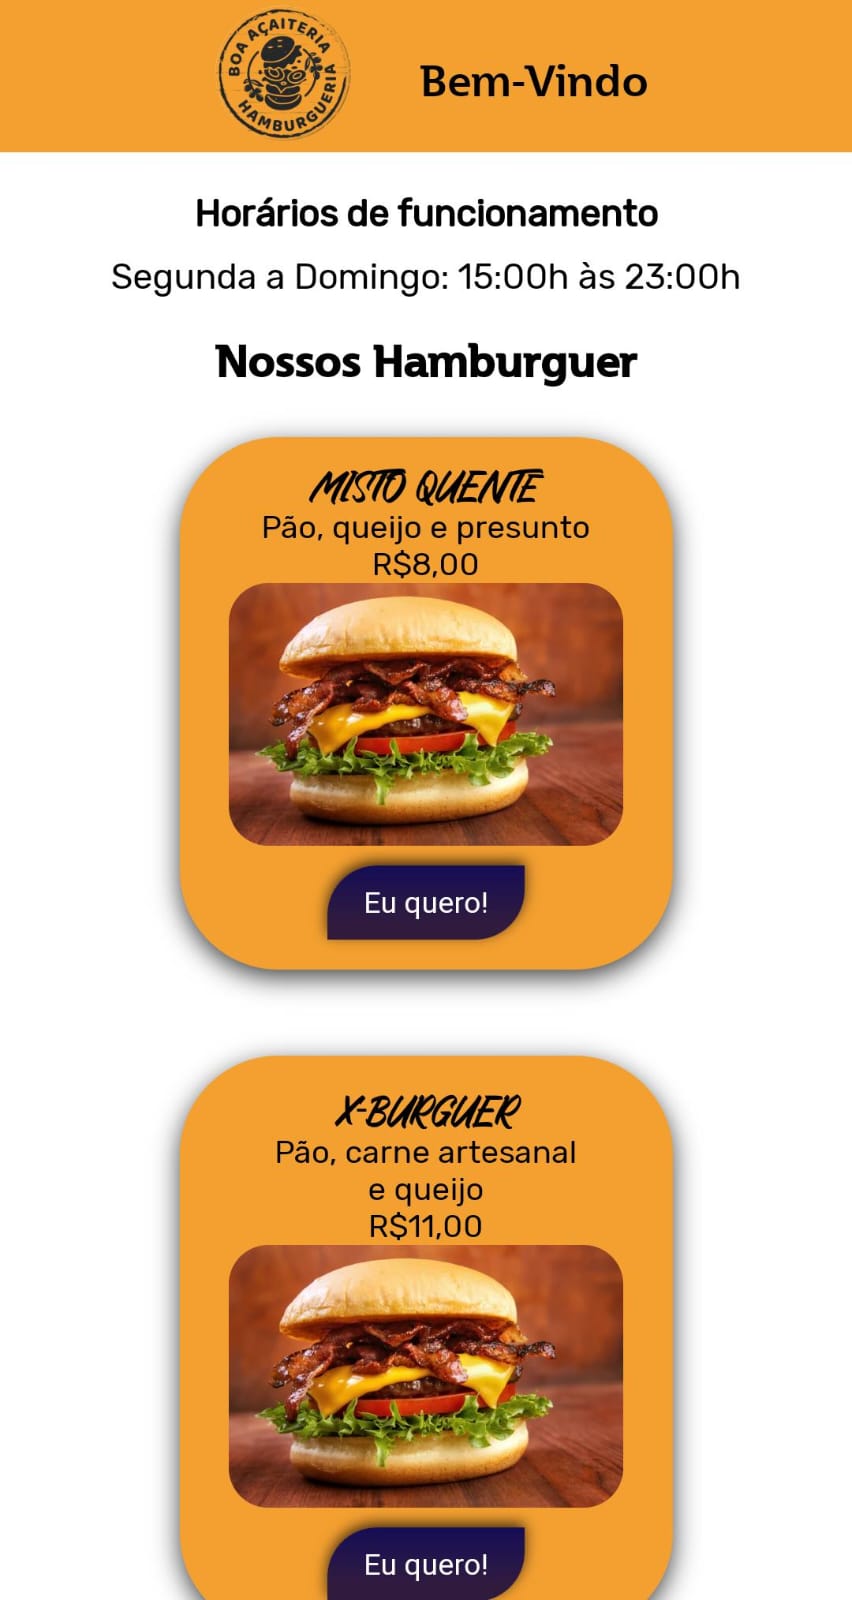 BOA AÇAITERIA
HAMBURGUERIA
Bem-Vindo
Horários de funcionamento
Segunda a Domingo: 15:00h às 23:00h
Nossos Hamburguer
MISTO QUENTE
Pão, queijo e presunto
R$8,00
Eu quero!
X-BURGUER
Pão, carne artesanal
e queijo
R$11,00
Eu quero!